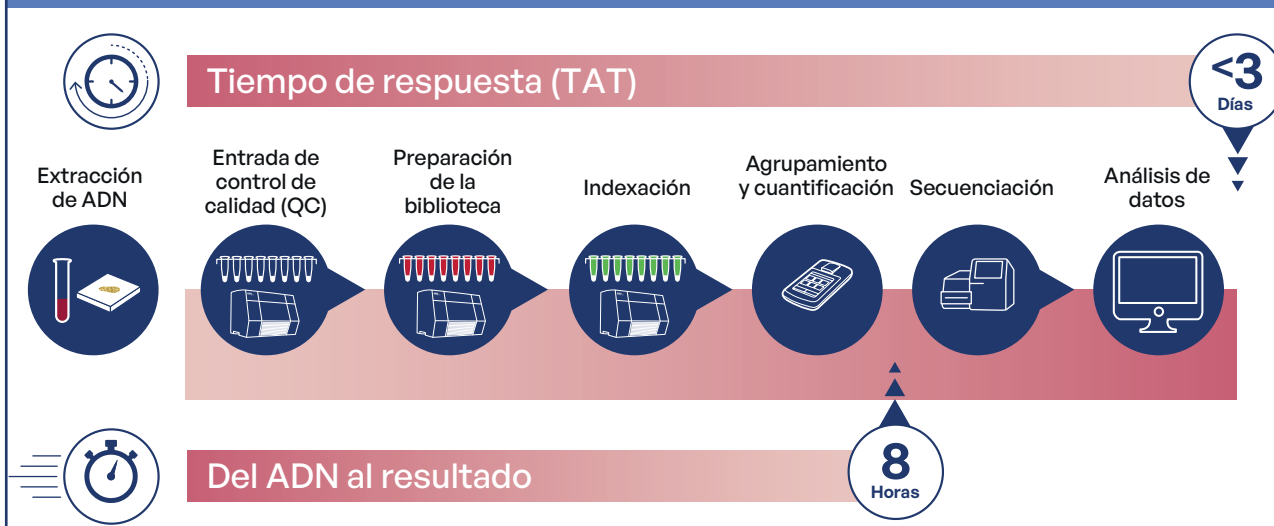 Tiempo de respuesta (TAT)
<3
Días
Extracción
de ADN
Entrada de
control de
calidad (QC)
Preparación
de la
biblioteca
Indexación
Agrupamiento
y cuantificación
Secuenciación
Análisis de
datos
Del ADN al resultado
8
Horas